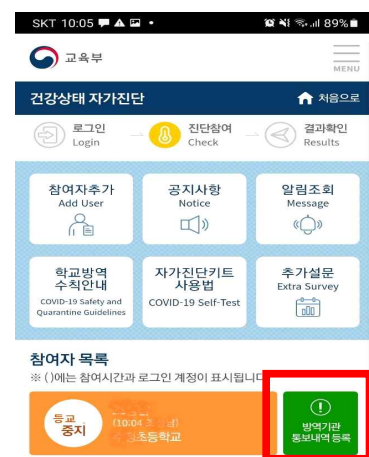 SKT 10:05
89%
교육부
MENU
건강상태 자가진단
처음으로
로그인
Login
진단참여
Check
결과확인
Results
참여자추가
Add User
공지사항
Notice
알림조회
Message
학교방역
수칙안내
COVID-19 Safety and
Quarantine Guidelines
자가진단키트
사용법
COVID-19 Self-Test
추가설문
Extra Survey
참여자 목록
※ ( )에는 참여시간과 로그인 계정이 표시됩니다
등교
중지
(10:04
초등학교
방역기관
통보내역 등록